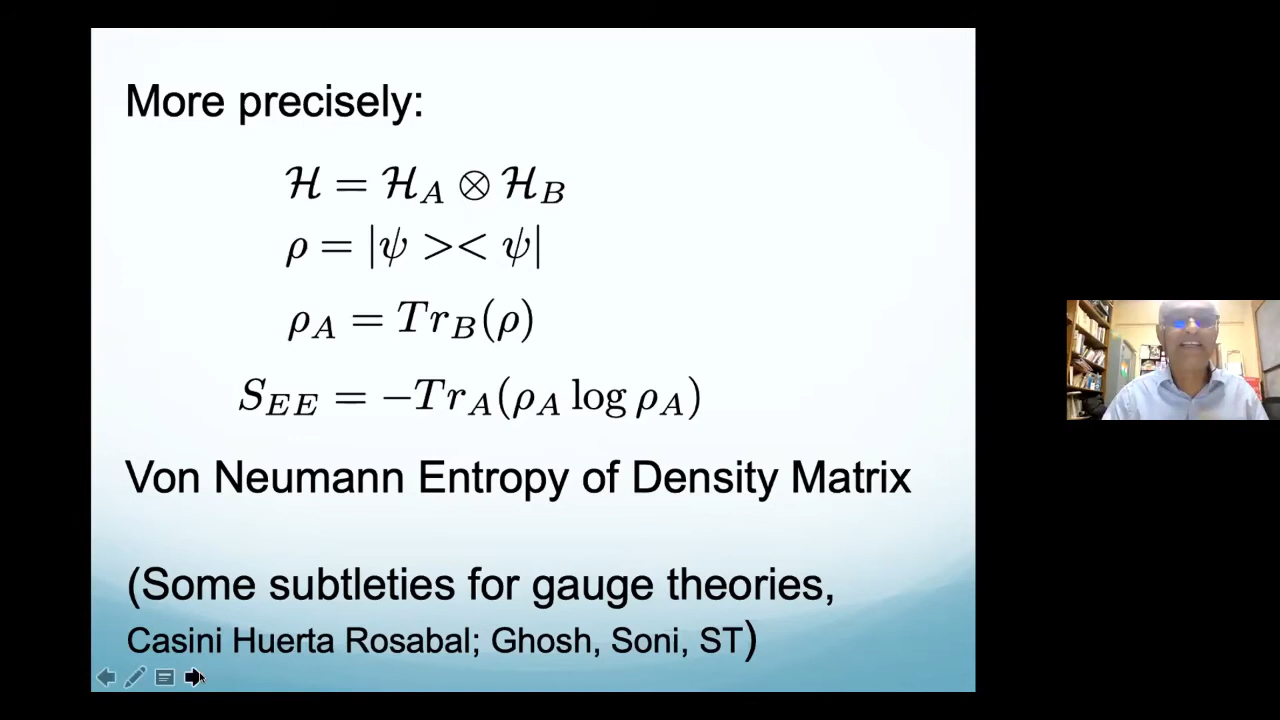 More precisely:
ℋ = ℋ_A ⊗ ℋ_B
ρ = |ψ >< ψ|
ρ_A = Tr_B(ρ)
S_EE = −Tr_A(ρ_A log ρ_A)
Von Neumann Entropy of Density Matrix
(Some subtleties for gauge theories,
Casini Huerta Rosabal; Ghosh, Soni, ST)